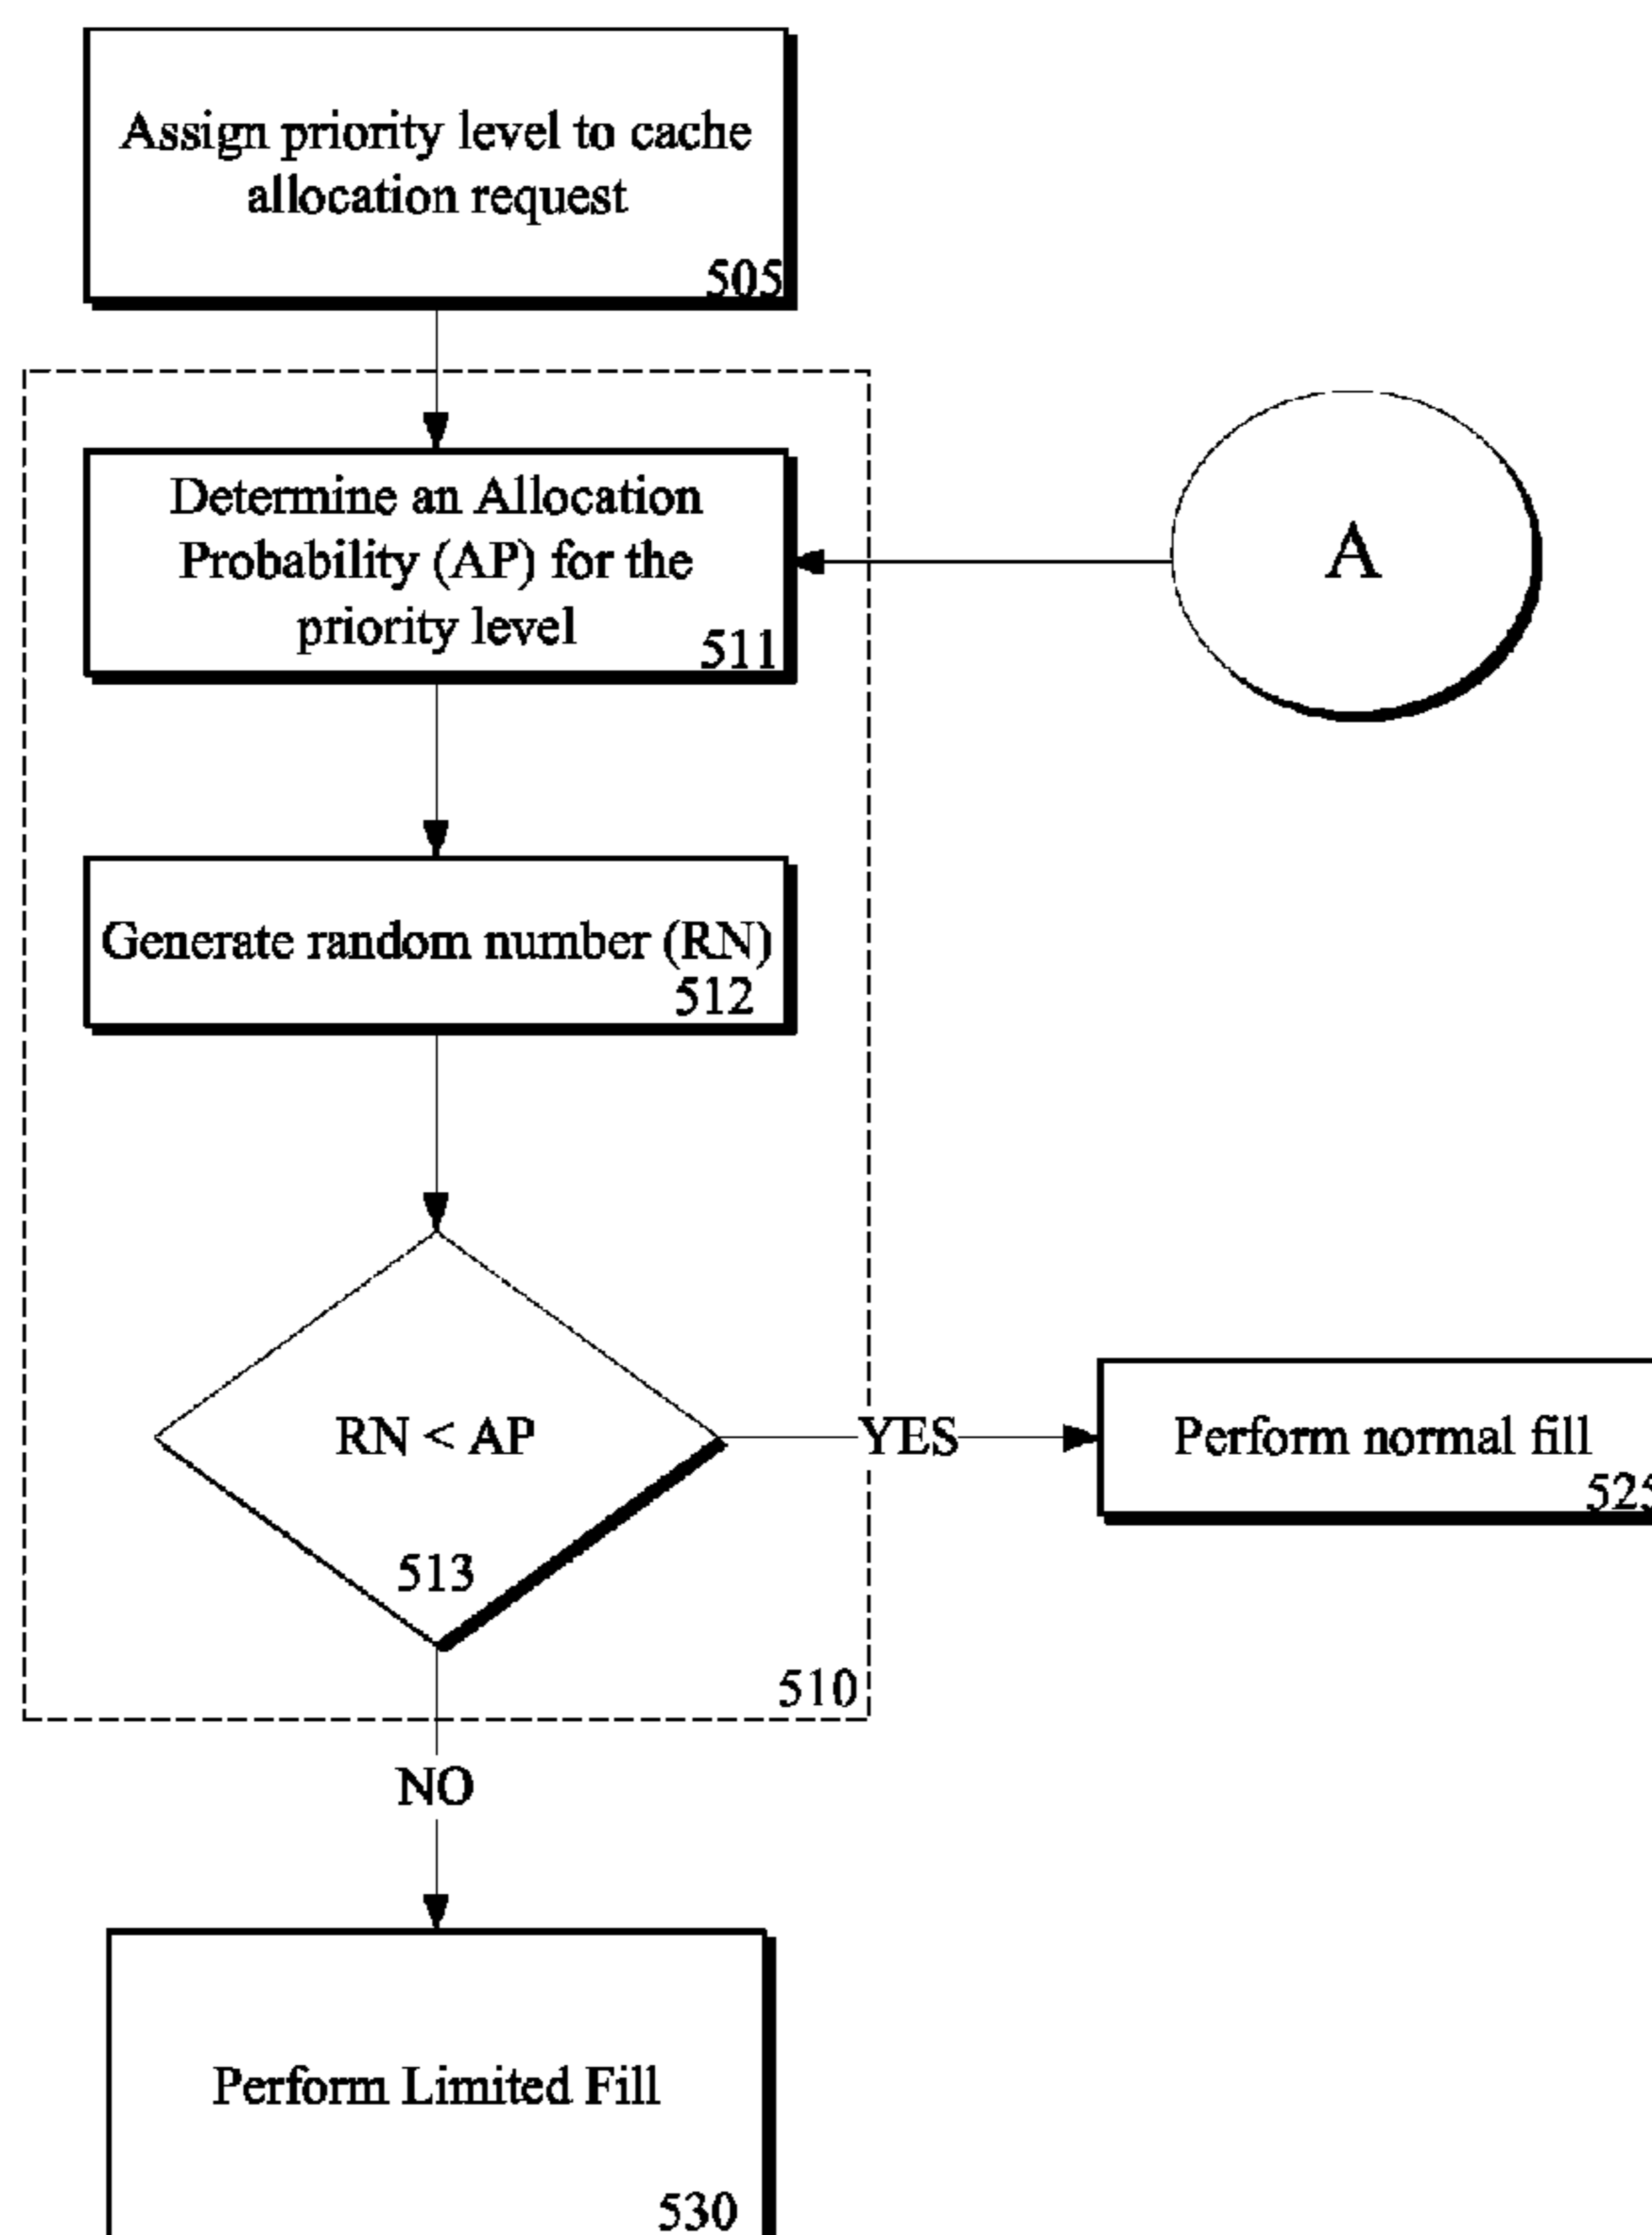 Assign priority level to cache
allocation request
505
Determine an Allocation
Probability (AP) for the
priority level
511
A
Generate random number (RN)
512
RN < AP
513
YES
Perform normal fill
525
510
NO
Perform Limited Fill
530